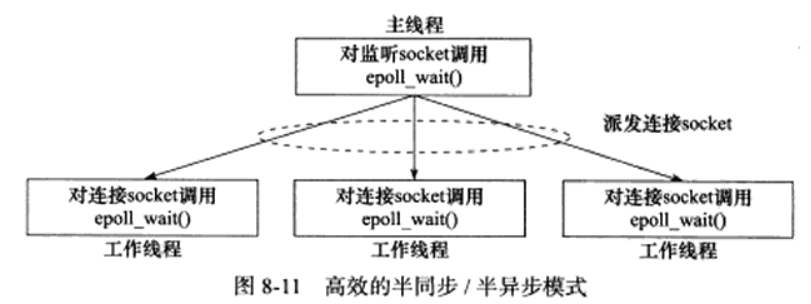 主线程
对监听socket调用
epoll_wait()
派发连接socket
对连接socket调用
epoll_wait()
工作线程
对连接socket调用
epoll_wait()
工作线程
对连接socket调用
epoll_wait()
工作线程
图 8-11 高效的半同步/半异步模式